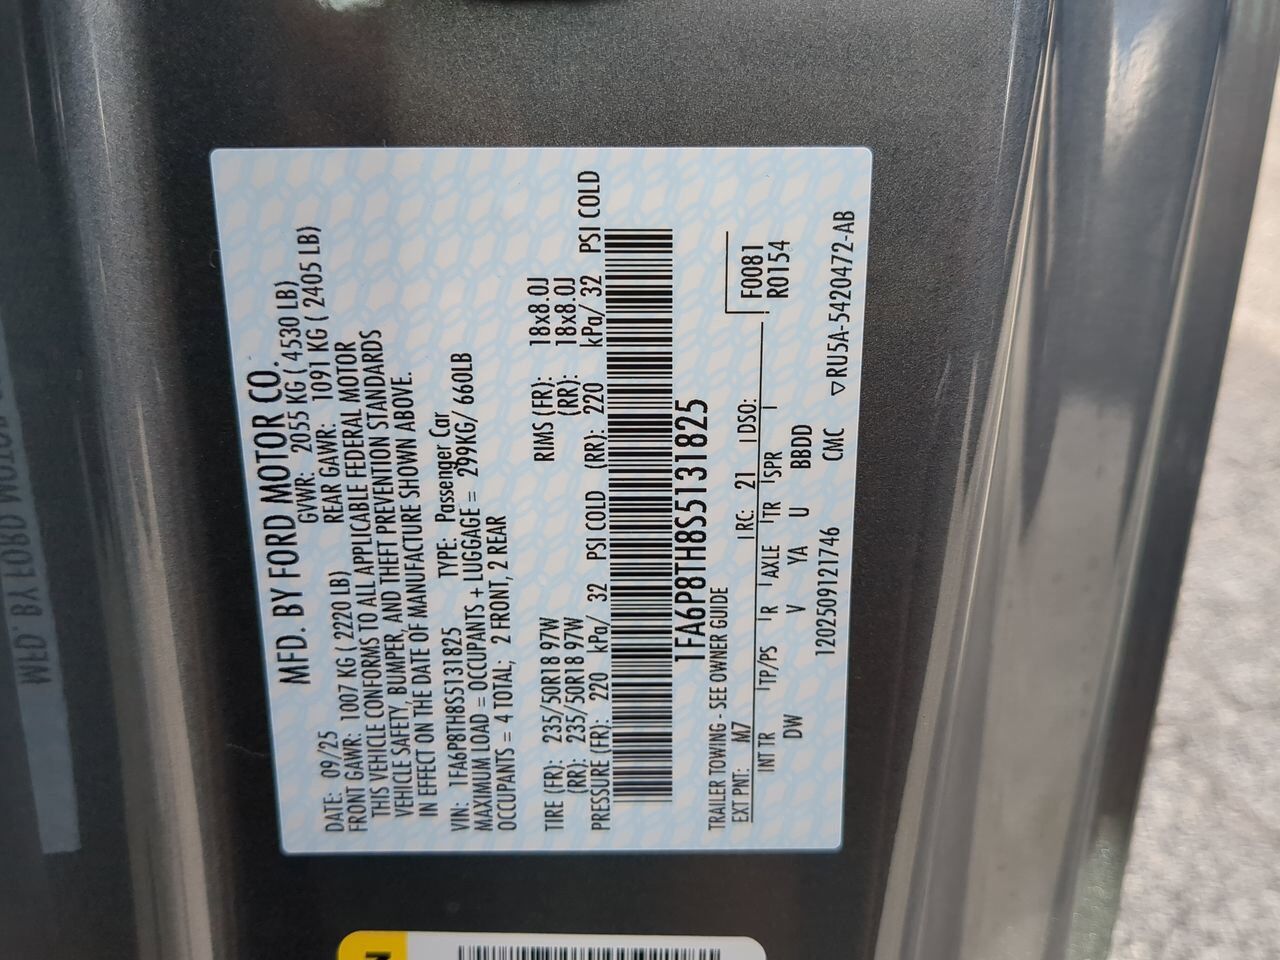 MFD. BY FORD MOTOR CO.
DATE: 09/25 GVWR: 2055 KG ( 4530 LB)
FRONT GAWR: 1007 KG ( 2220 LB) REAR GAWR: 1091 KG ( 2405 LB)
THIS VEHICLE CONFORMS TO ALL APPLICABLE FEDERAL MOTOR
VEHICLE SAFETY, BUMPER, AND THEFT PREVENTION STANDARDS
IN EFFECT ON THE DATE OF MANUFACTURE SHOWN ABOVE.
VIN: 1FA6P8TH8S5131825 TYPE: Passenger Car
MAXIMUM LOAD = OCCUPANTS + LUGGAGE = 299KG/ 660LB
OCCUPANTS = 4 TOTAL; 2 FRONT, 2 REAR
TIRE (FR): 235/50R18 97W RIMS (FR): 18x8.0J
(RR): 235/50R18 97W (RR): 18x8.0J
PRESSURE (FR): 220 kPa/ 32 PSI COLD (RR): 220 kPa/ 32 PSI COLD
1FA6P8TH8S5131825
TRAILER TOWING - SEE OWNER GUIDE
EXT PNT: M7 RC: 21 DSO: F0081
INT TR TP/PS R AXLE TR SPR R0154
DW V YA U BBDD
1202509121746 CMC ▽RU5A-5420472-AB
MFD. BY FORD MOTOR CO.
N